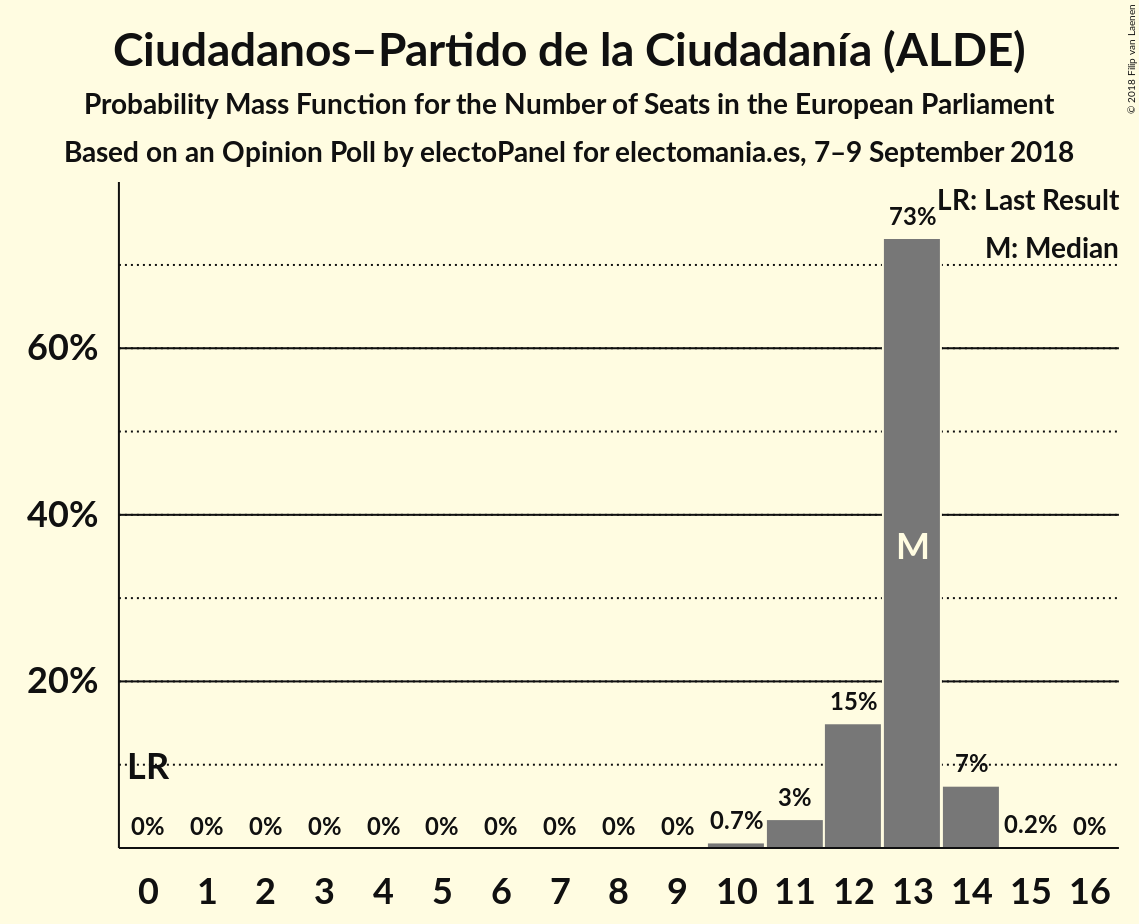 Ciudadanos–Partido de la Ciudadanía (ALDE)
Probability Mass Function for the Number of Seats in the European Parliament
Based on an Opinion Poll by electoPanel for electomania.es, 7–9 September 2018
© 2018 Filip van Laenen
LR: Last Result
M: Median
73%
60%
40%
M
20%
15%
LR
7%
3%
0% 0% 0% 0% 0% 0% 0% 0% 0% 0% 0.7% 0.2% 0%
0 1 2 3 4 5 6 7 8 9 10 11 12 13 14 15 16